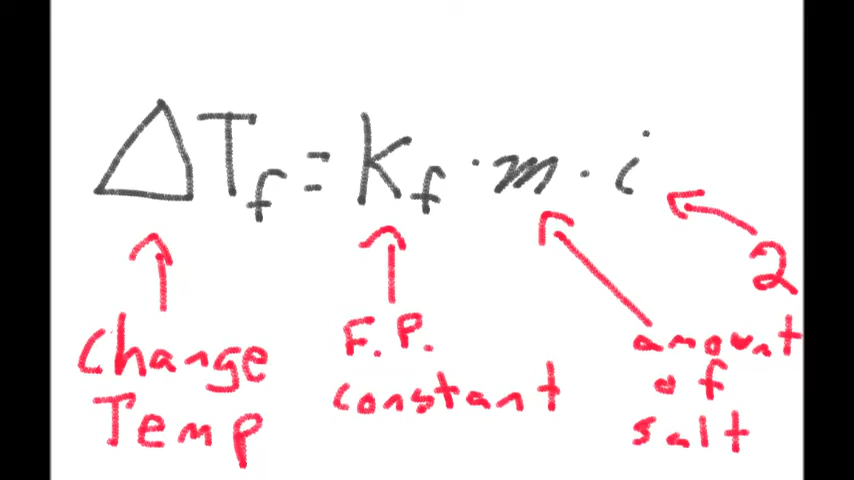 ΔTf = Kf · m · i
2
Change
Temp
F.P.
constant
amount
of
salt